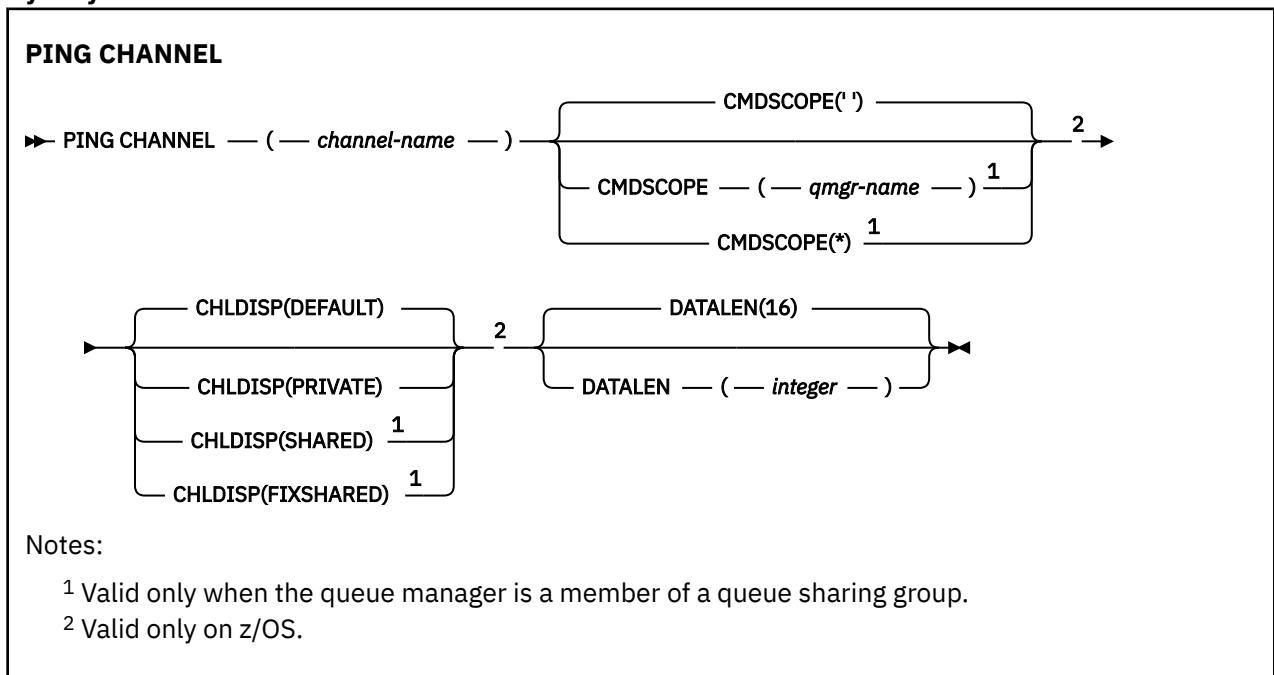 PING CHANNEL
CMDSCOPE(' ')
PING CHANNEL ( channel-name ) 2
CMDSCOPE ( qmgr-name ) 1
CMDSCOPE(*) 1
CHLDISP(DEFAULT) 2 DATALEN(16)
CHLDISP(PRIVATE) DATALEN ( integer )
CHLDISP(SHARED) 1
CHLDISP(FIXSHARED) 1
Notes:
1 Valid only when the queue manager is a member of a queue sharing group.
2 Valid only on z/OS.